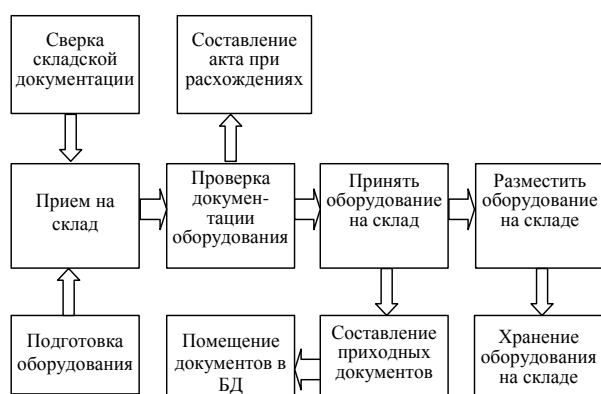 Сверка
складской
документации
Составление
акта при
расхождениях
Прием на
склад
Проверка
докумен-
тации
оборудования
Принять
оборудование
на склад
Разместить
оборудование
на складе
Подготовка
оборудования
Помещение
документов в
БД
Составление
приходных
документов
Хранение
оборудования
на складе